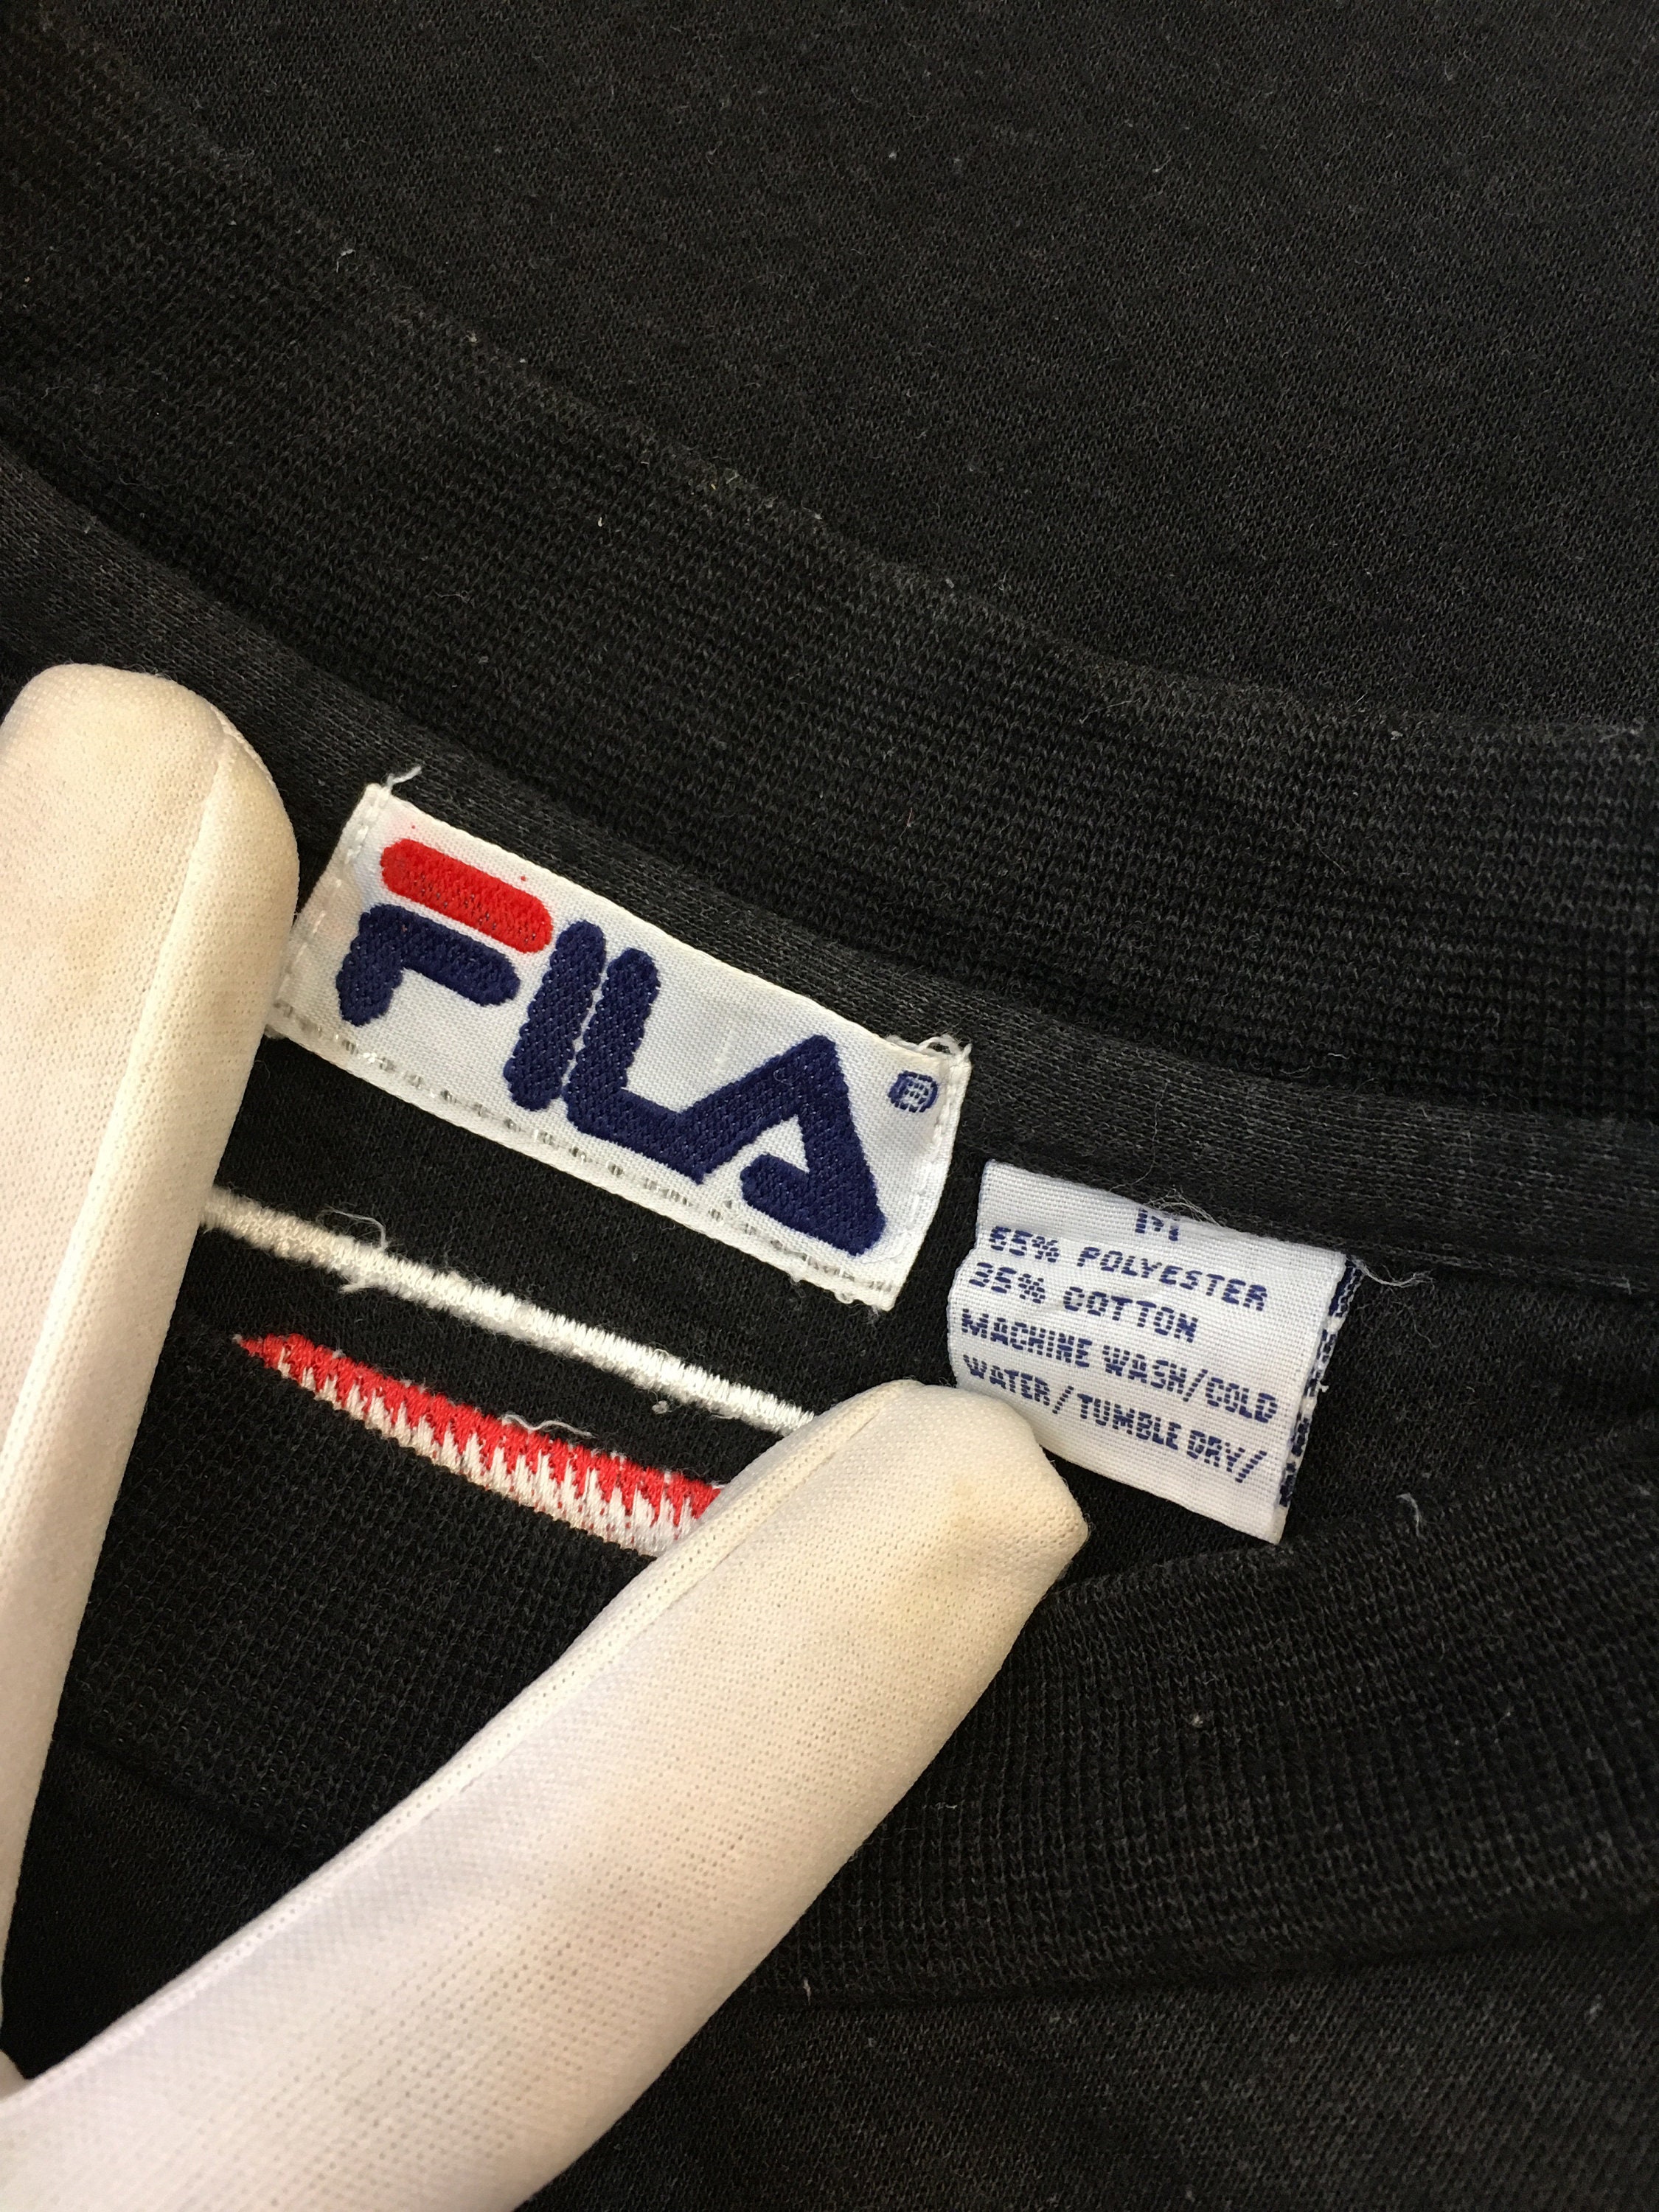 FILA®
M
65% POLYESTER
35% COTTON
MACHINE WASH/COLD
WATER/TUMBLE DRY/